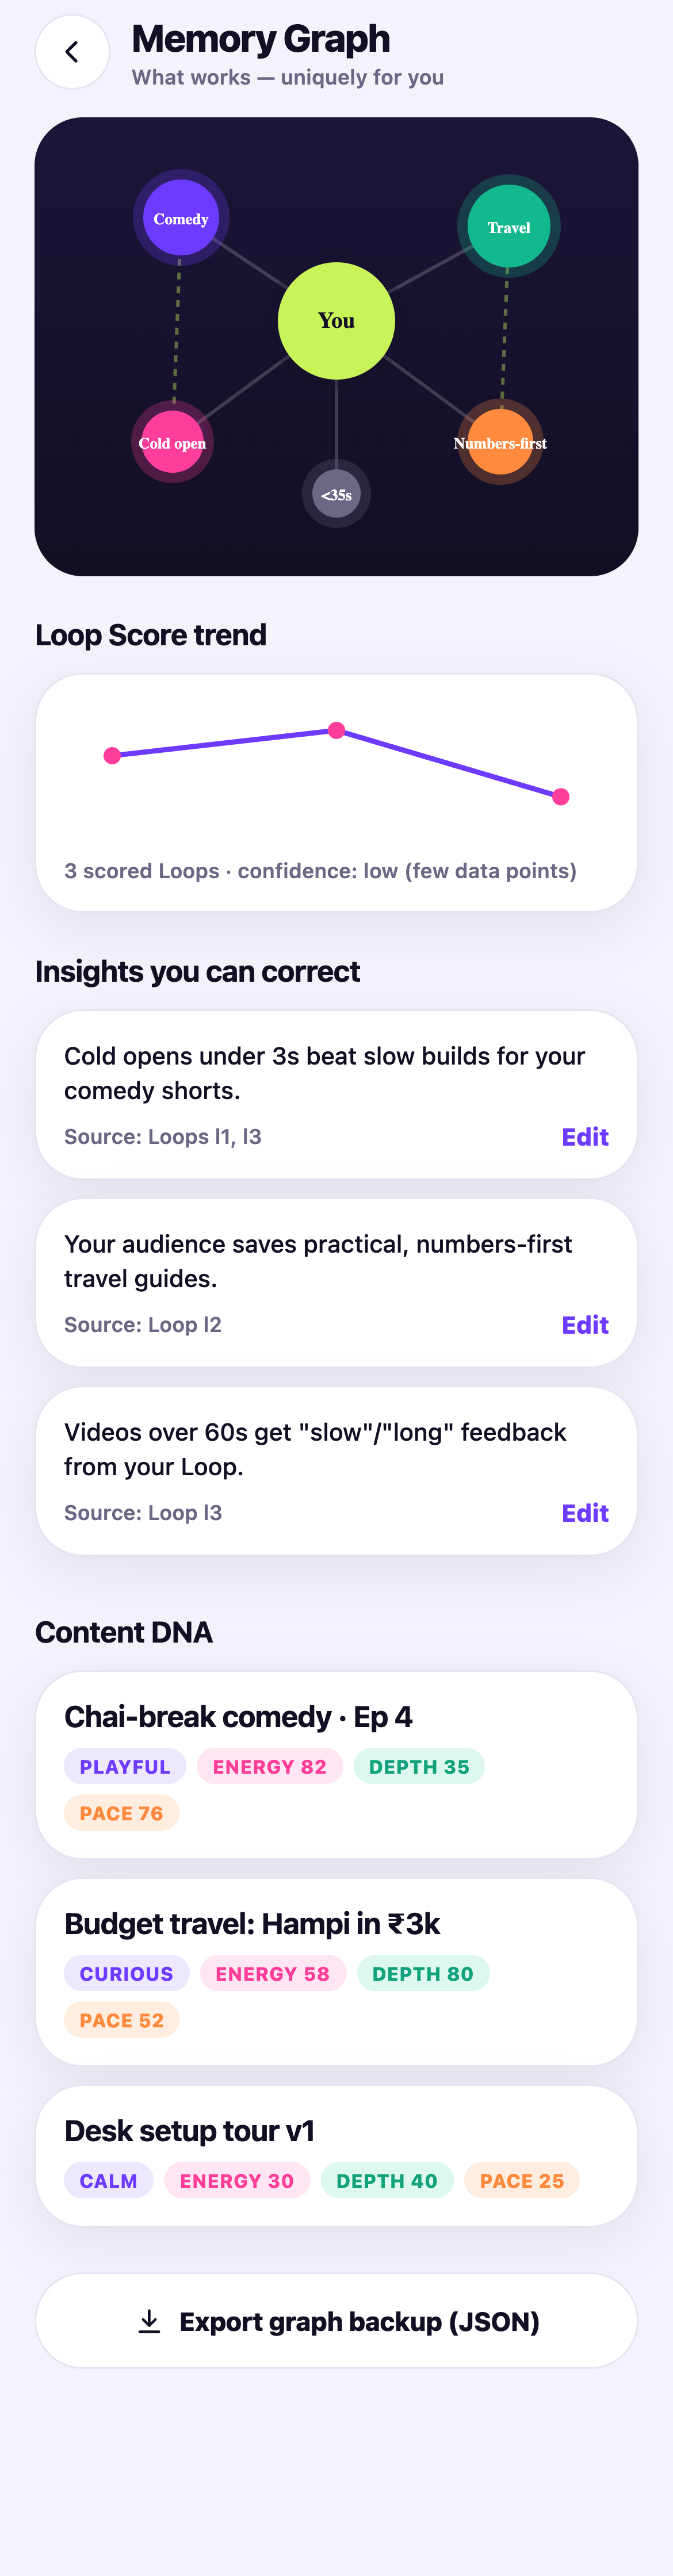 Memory Graph
What works — uniquely for you
Comedy
Travel
You
Cold open
Numbers-first
<35s
Loop Score trend
3 scored Loops · confidence: low (few data points)
Insights you can correct
Cold opens under 3s beat slow builds for your
comedy shorts.
Source: Loops l1, l3
Edit
Your audience saves practical, numbers-first
travel guides.
Source: Loop l2
Edit
Videos over 60s get "slow"/"long" feedback
from your Loop.
Source: Loop l3
Edit
Content DNA
Chai-break comedy · Ep 4
PLAYFUL
ENERGY 82
DEPTH 35
PACE 76
Budget travel: Hampi in ₹3k
CURIOUS
ENERGY 58
DEPTH 80
PACE 52
Desk setup tour v1
CALM
ENERGY 30
DEPTH 40
PACE 25
Export graph backup (JSON)